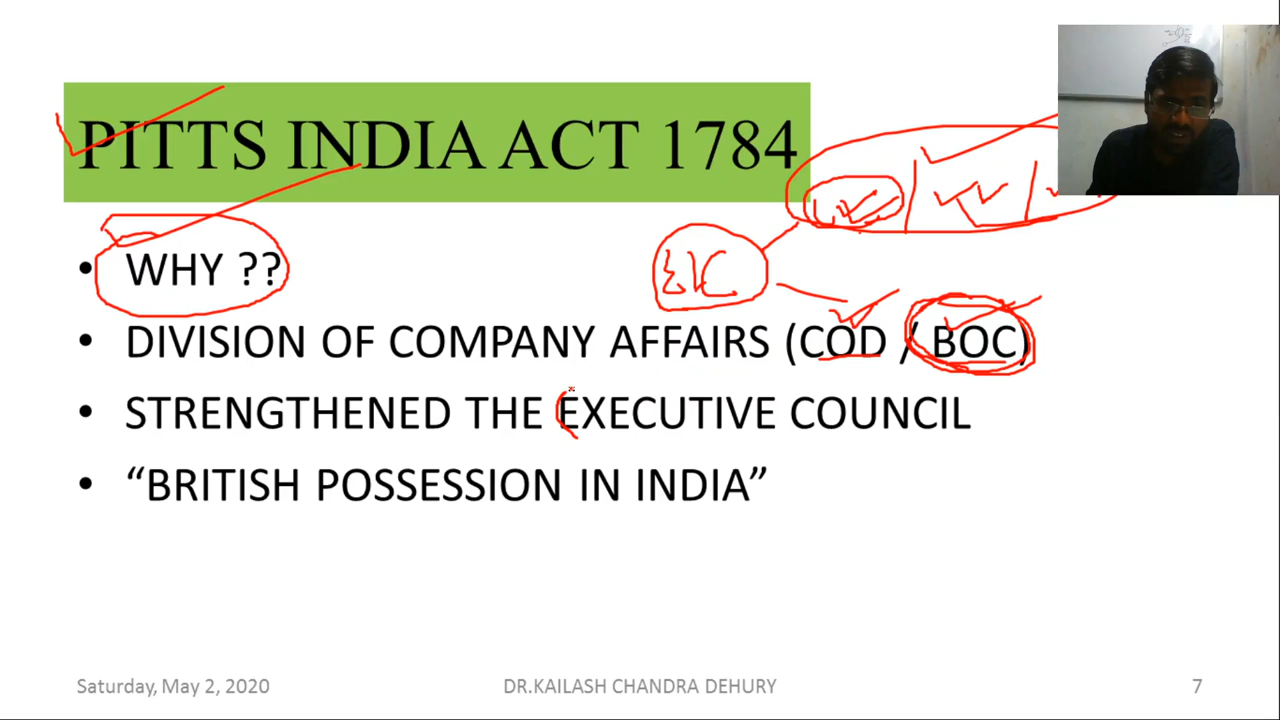 PITTS INDIA ACT 1784
• WHY ??
EIC
• DIVISION OF COMPANY AFFAIRS (COD / BOC)
• STRENGTHENED THE EXECUTIVE COUNCIL
• “BRITISH POSSESSION IN INDIA”
Saturday, May 2, 2020 DR.KAILASH CHANDRA DEHURY 7